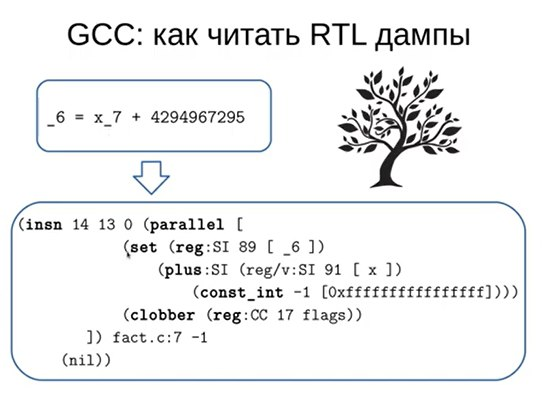 GCC: как читать RTL дампы
_6 = x_7 + 4294967295
(insn 14 13 0 (parallel [
(set (reg:SI 89 [ _6 ])
(plus:SI (reg/v:SI 91 [ x ])
(const_int -1 [0xffffffffffffffff])))
(clobber (reg:CC 17 flags))
]) fact.c:7 -1
(nil))